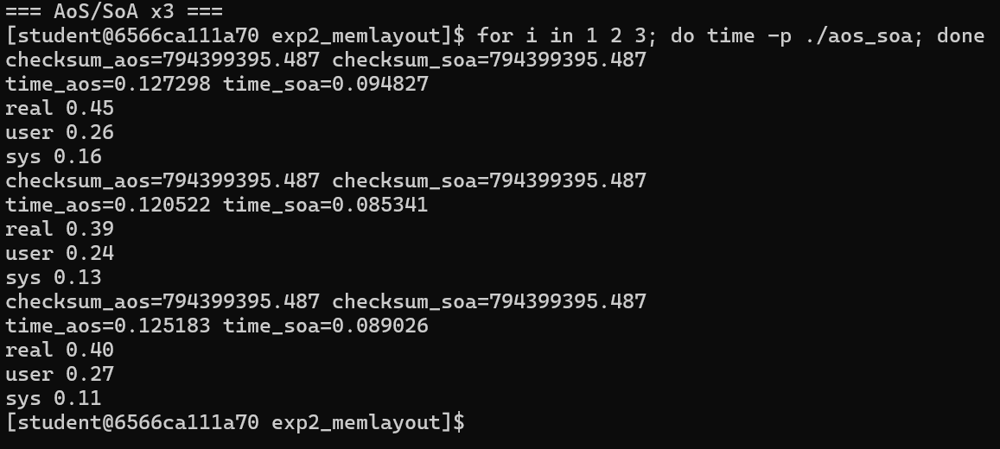 === AoS/SoA x3 ===
[student@6566ca111a70 exp2_memlayout]$ for i in 1 2 3; do time -p ./aos_soa; done
checksum_aos=794399395.487 checksum_soa=794399395.487
time_aos=0.127298 time_soa=0.094827
real 0.45
user 0.26
sys 0.16
checksum_aos=794399395.487 checksum_soa=794399395.487
time_aos=0.120522 time_soa=0.085341
real 0.39
user 0.24
sys 0.13
checksum_aos=794399395.487 checksum_soa=794399395.487
time_aos=0.125183 time_soa=0.089026
real 0.40
user 0.27
sys 0.11
[student@6566ca111a70 exp2_memlayout]$